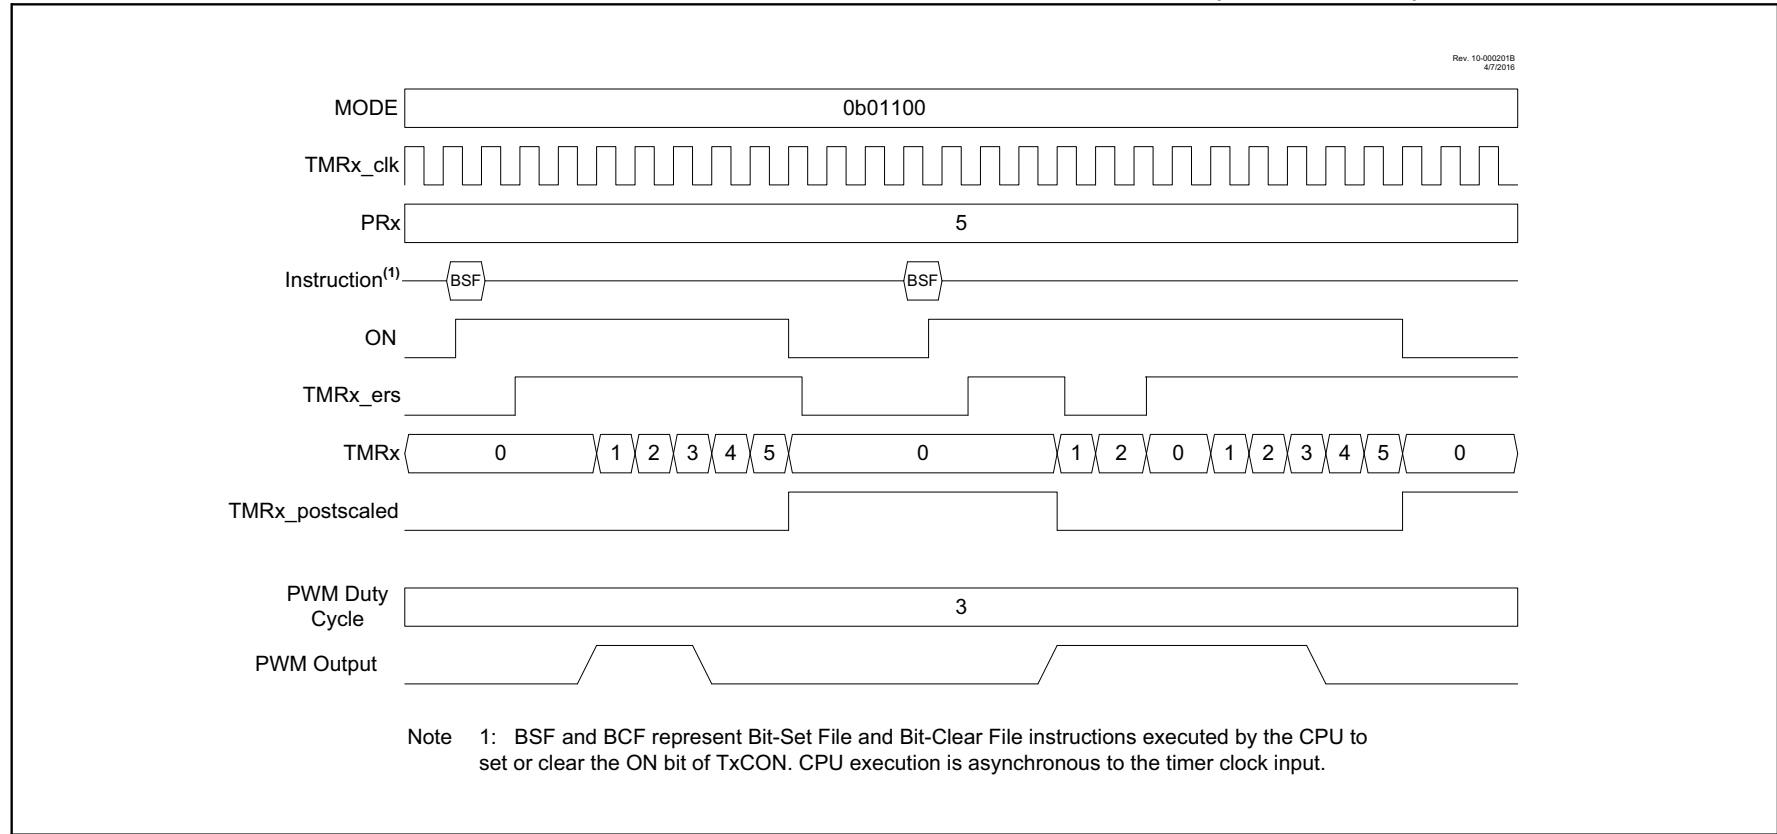 Rev. 10-000201B
4/7/2016
MODE 0b01100
TMRx_clk
PRx 5
Instruction(1) BSF BSF
ON
TMRx_ers
TMRx 0 1 2 3 4 5 0 1 2 0 1 2 3 4 5 0
TMRx_postscaled
PWM Duty
Cycle 3
PWM Output
Note 1: BSF and BCF represent Bit-Set File and Bit-Clear File instructions executed by the CPU to
set or clear the ON bit of TxCON. CPU execution is asynchronous to the timer clock input.